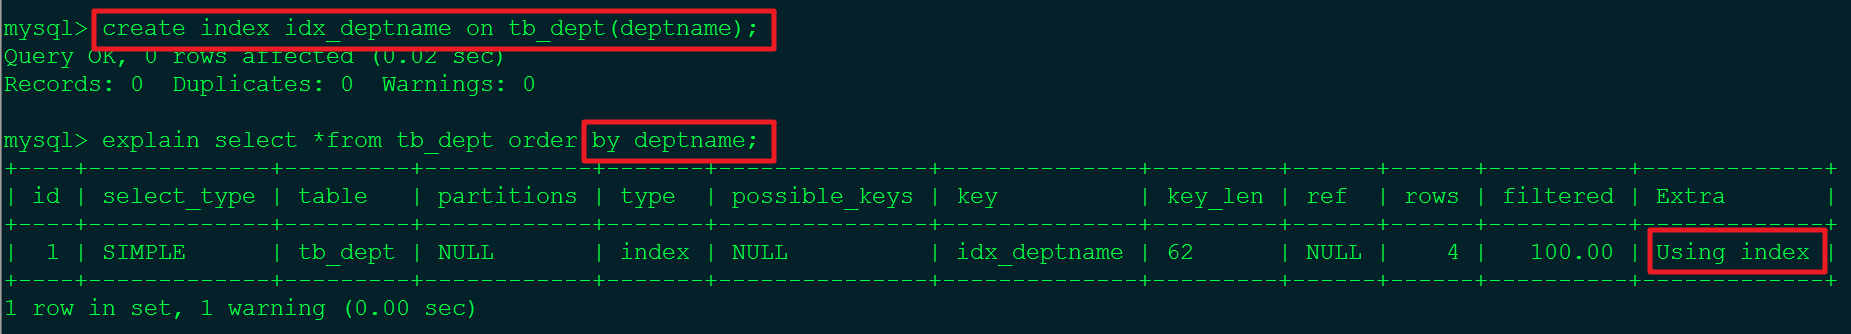 mysql> create index idx_deptname on tb_dept(deptname);
Query OK, 0 rows affected (0.02 sec)
Records: 0  Duplicates: 0  Warnings: 0
mysql> explain select *from tb_dept order by deptname;
+----+-------------+---------+------------+-------+---------------+--------------+---------+------+------+----------+-------------+
| id | select_type | table   | partitions | type  | possible_keys | key          | key_len | ref  | rows | filtered | Extra       |
+----+-------------+---------+------------+-------+---------------+--------------+---------+------+------+----------+-------------+
|  1 | SIMPLE      | tb_dept | NULL       | index | NULL          | idx_deptname | 62      | NULL |    4 |   100.00 | Using index |
+----+-------------+---------+------------+-------+---------------+--------------+---------+------+------+----------+-------------+
1 row in set, 1 warning (0.00 sec)